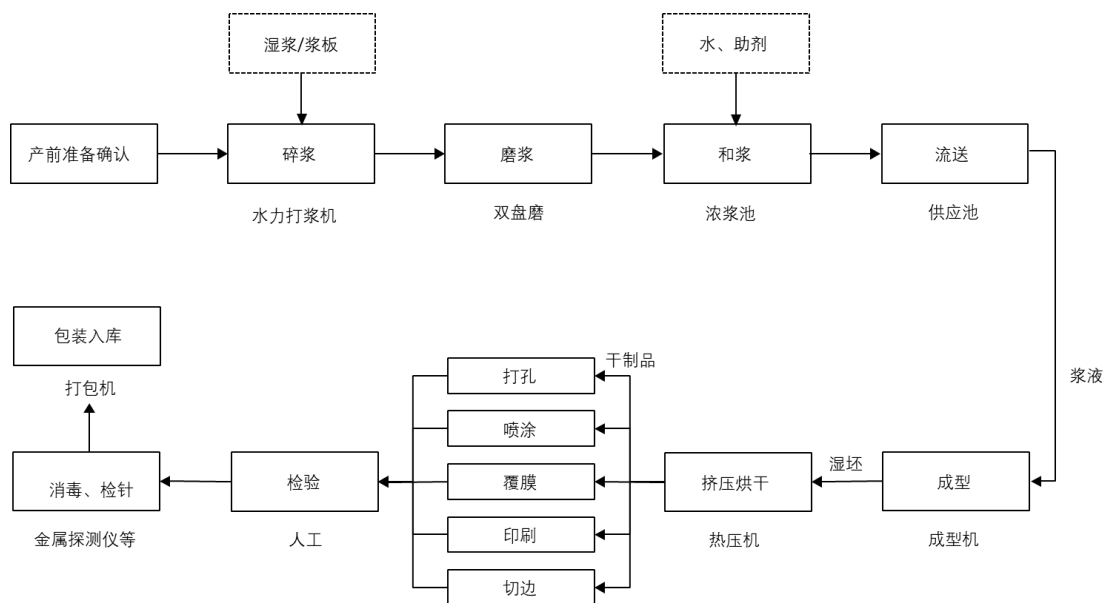 湿浆/浆板
水、助剂
产前准备确认
碎浆
磨浆
和浆
流送
水力打浆机
双盘磨
浓浆池
供应池
浆液
包装入库
打包机
干制品
打孔
喷涂
覆膜
印刷
切边
湿坯
成型
成型机
挤压烘干
热压机
检验
人工
消毒、检针
金属探测仪等